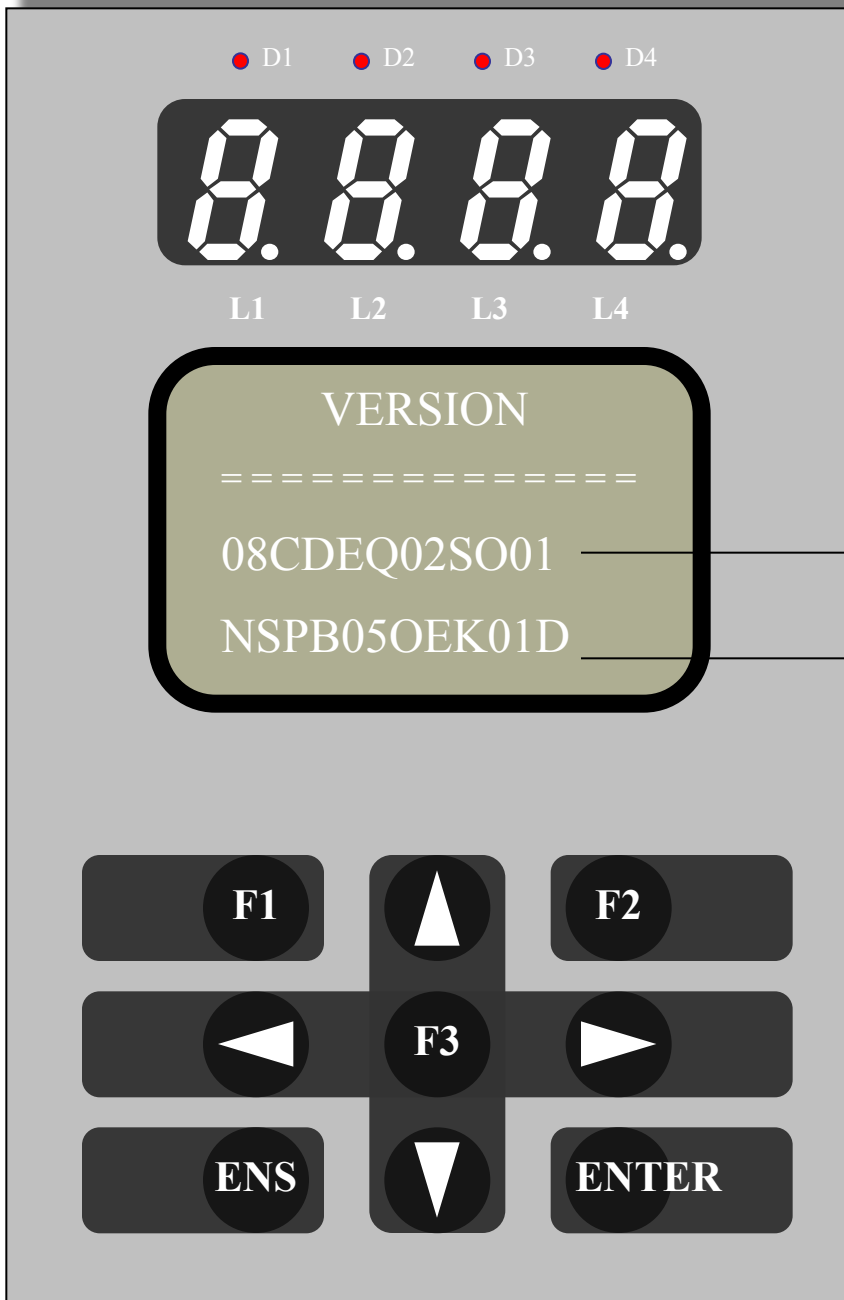 D1 D2 D3 D4
8.8.8.8.
L1 L2 L3 L4
VERSION
==============
08CDEQ02SO01
NSPB05OEK01D
F1 F2
F3
ENS ENTER